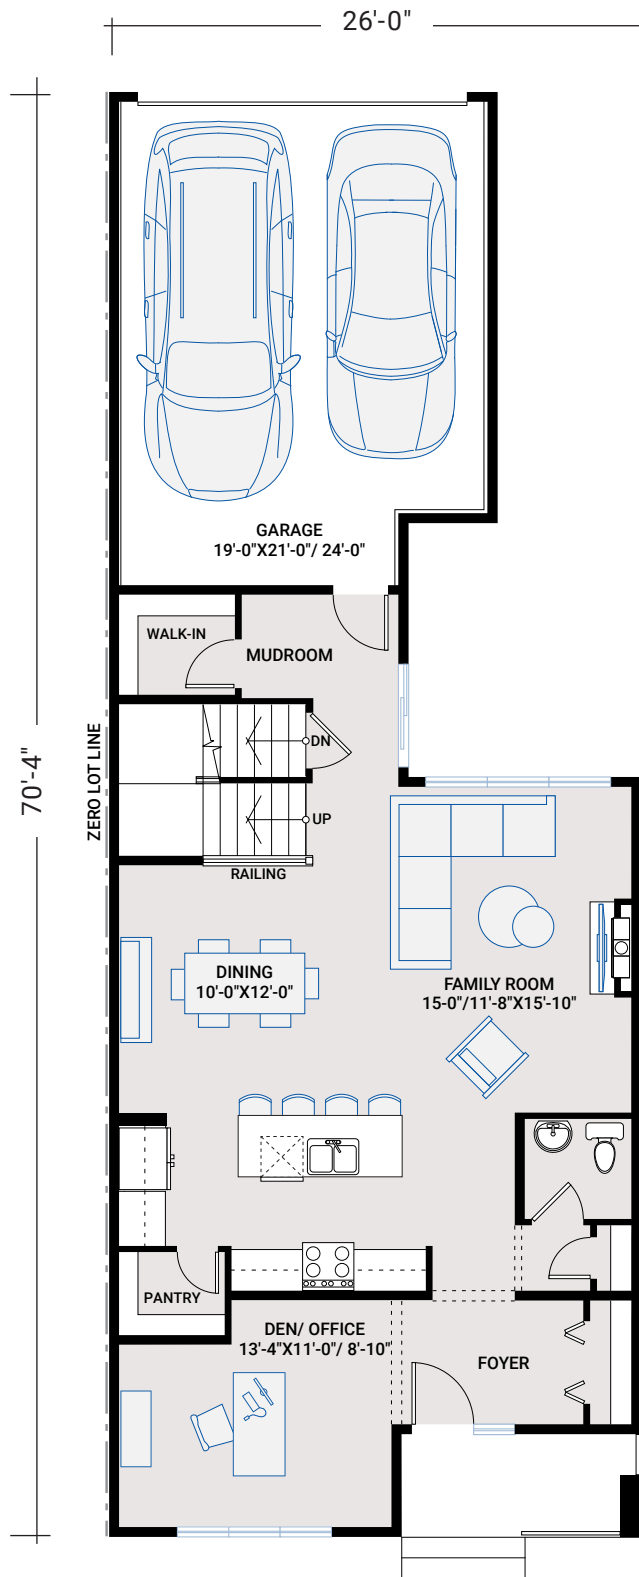 26'-0"
70'-4"
ZERO LOT LINE
GARAGE
19'-0"X21'-0"/ 24'-0"
WALK-IN
MUDROOM
DN
UP
RAILING
DINING
10'-0"X12'-0"
FAMILY ROOM
15-0"/11'-8"X15'-10"
PANTRY
DEN/ OFFICE
13'-4"X11'-0"/ 8'-10"
FOYER